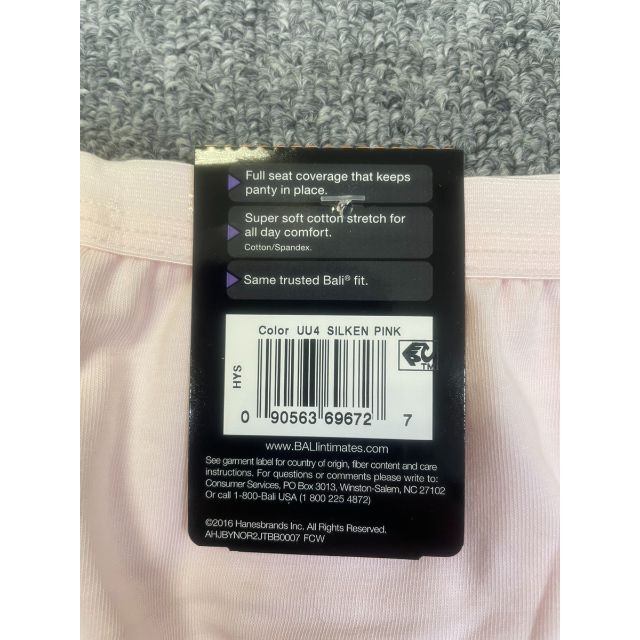 Full seat coverage that keeps
panty in place.
Super soft cotton stretch for
all day comfort.
Cotton/Spandex.
Same trusted Bali® fit.
Color UU4 SILKEN PINK
HYS
TM
0 90563 69672 7
www.BALIintimates.com
See garment label for country of origin, fiber content and care
instructions. For questions or comments please write to:
Consumer Services, PO Box 3013, Winston-Salem, NC 27102
Or call 1-800-Bali USA (1 800 225 4872)
©2016 Hanesbrands Inc. All Rights Reserved.
AHJBYNOR2JTBB0007 FCW